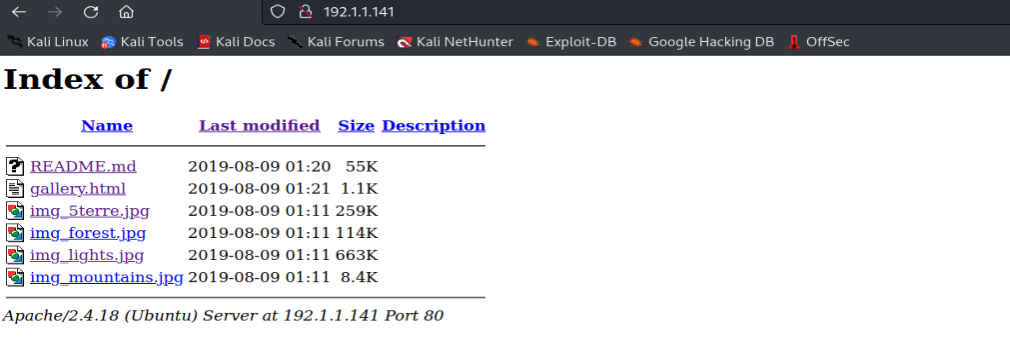 192.1.1.141
Kali Linux Kali Tools Kali Docs Kali Forums Kali NetHunter Exploit-DB Google Hacking DB OffSec
Index of /
Name Last modified Size Description
README.md 2019-08-09 01:20 55K
gallery.html 2019-08-09 01:21 1.1K
img_5terre.jpg 2019-08-09 01:11 259K
img_forest.jpg 2019-08-09 01:11 114K
img_lights.jpg 2019-08-09 01:11 663K
img_mountains.jpg 2019-08-09 01:11 8.4K
Apache/2.4.18 (Ubuntu) Server at 192.1.1.141 Port 80